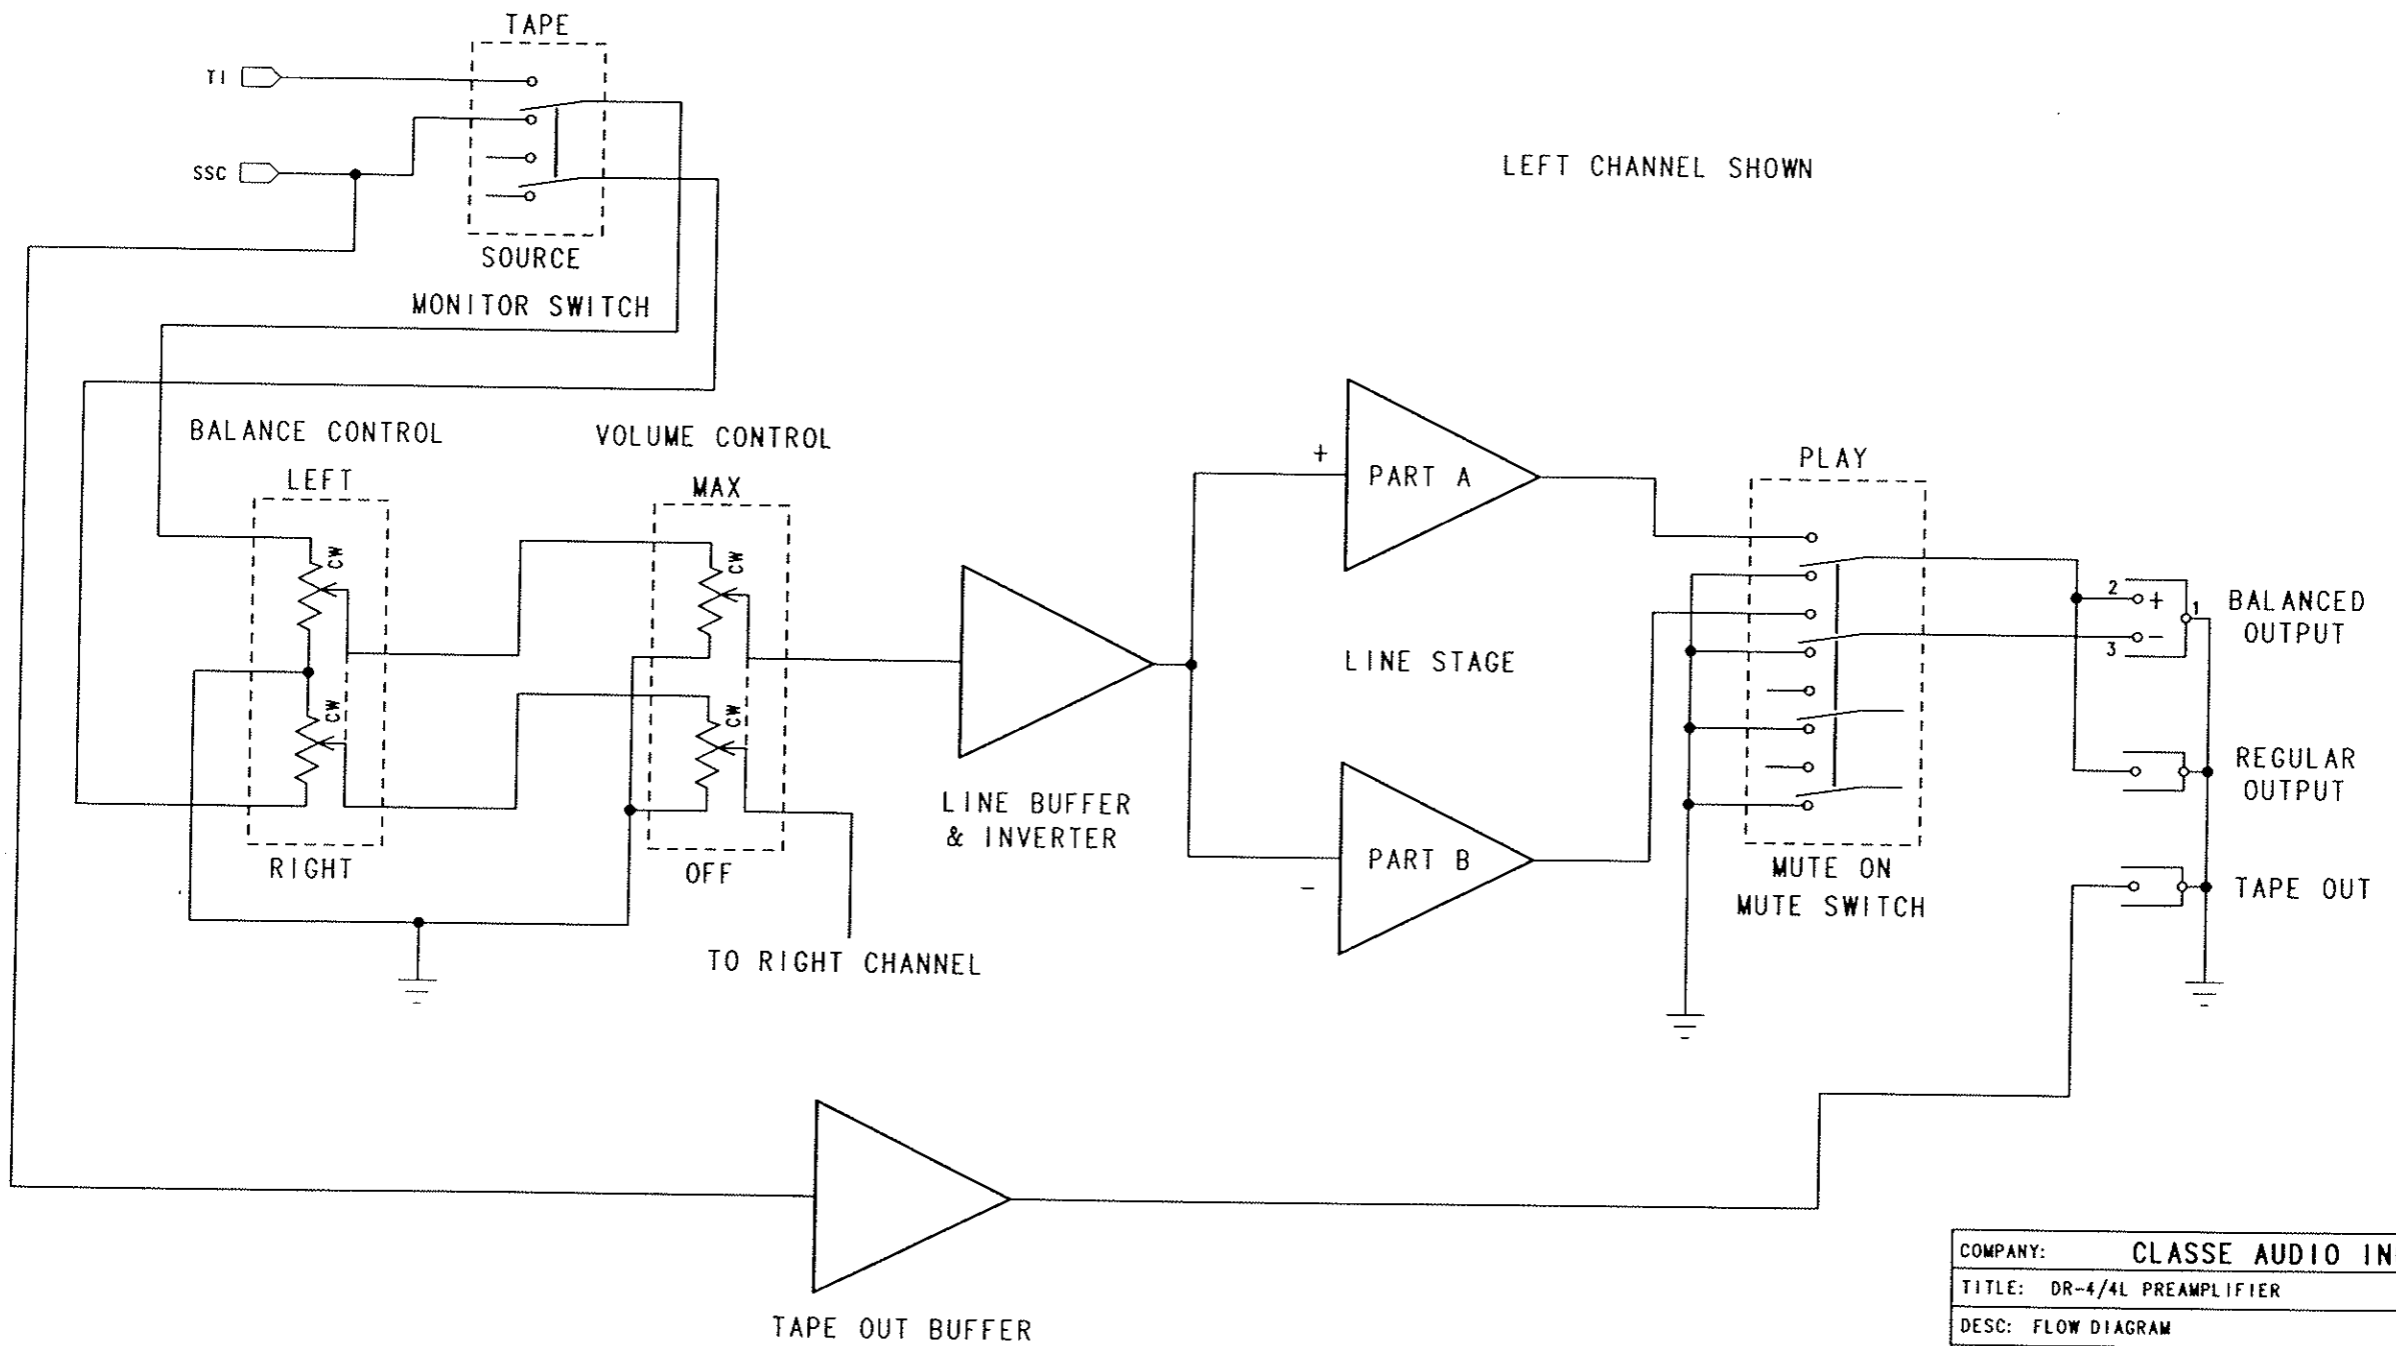 TAPE
TI
SSC
SOURCE
MONITOR SWITCH
LEFT CHANNEL SHOWN
BALANCE CONTROL
LEFT
CW
CW
RIGHT
VOLUME CONTROL
MAX
CW
CW
OFF
TO RIGHT CHANNEL
LINE BUFFER
& INVERTER
+
PART A
LINE STAGE
PART B
-
PLAY
MUTE ON
MUTE SWITCH
2
+
1
-
3
BALANCED
OUTPUT
REGULAR
OUTPUT
TAPE OUT
TAPE OUT BUFFER
COMPANY: CLASSE AUDIO IN
TITLE: DR-4/4L PREAMPLIFIER
DESC: FLOW DIAGRAM